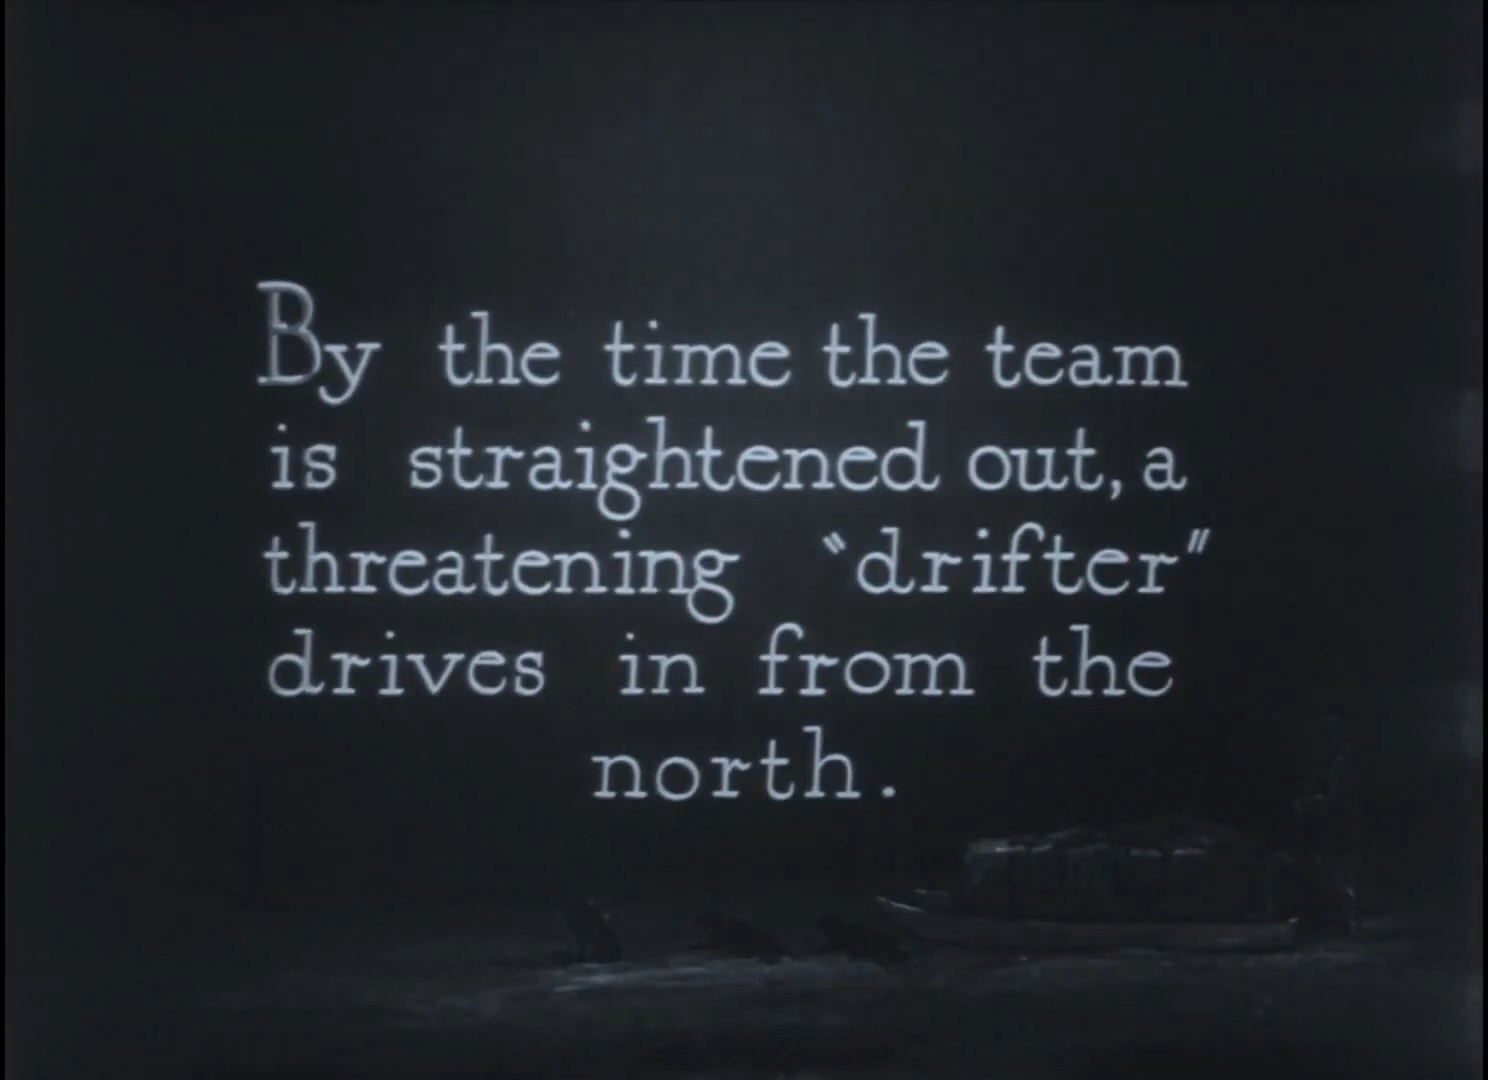 By the time the team
is straightened out, a
threatening "drifter"
drives in from the
north.